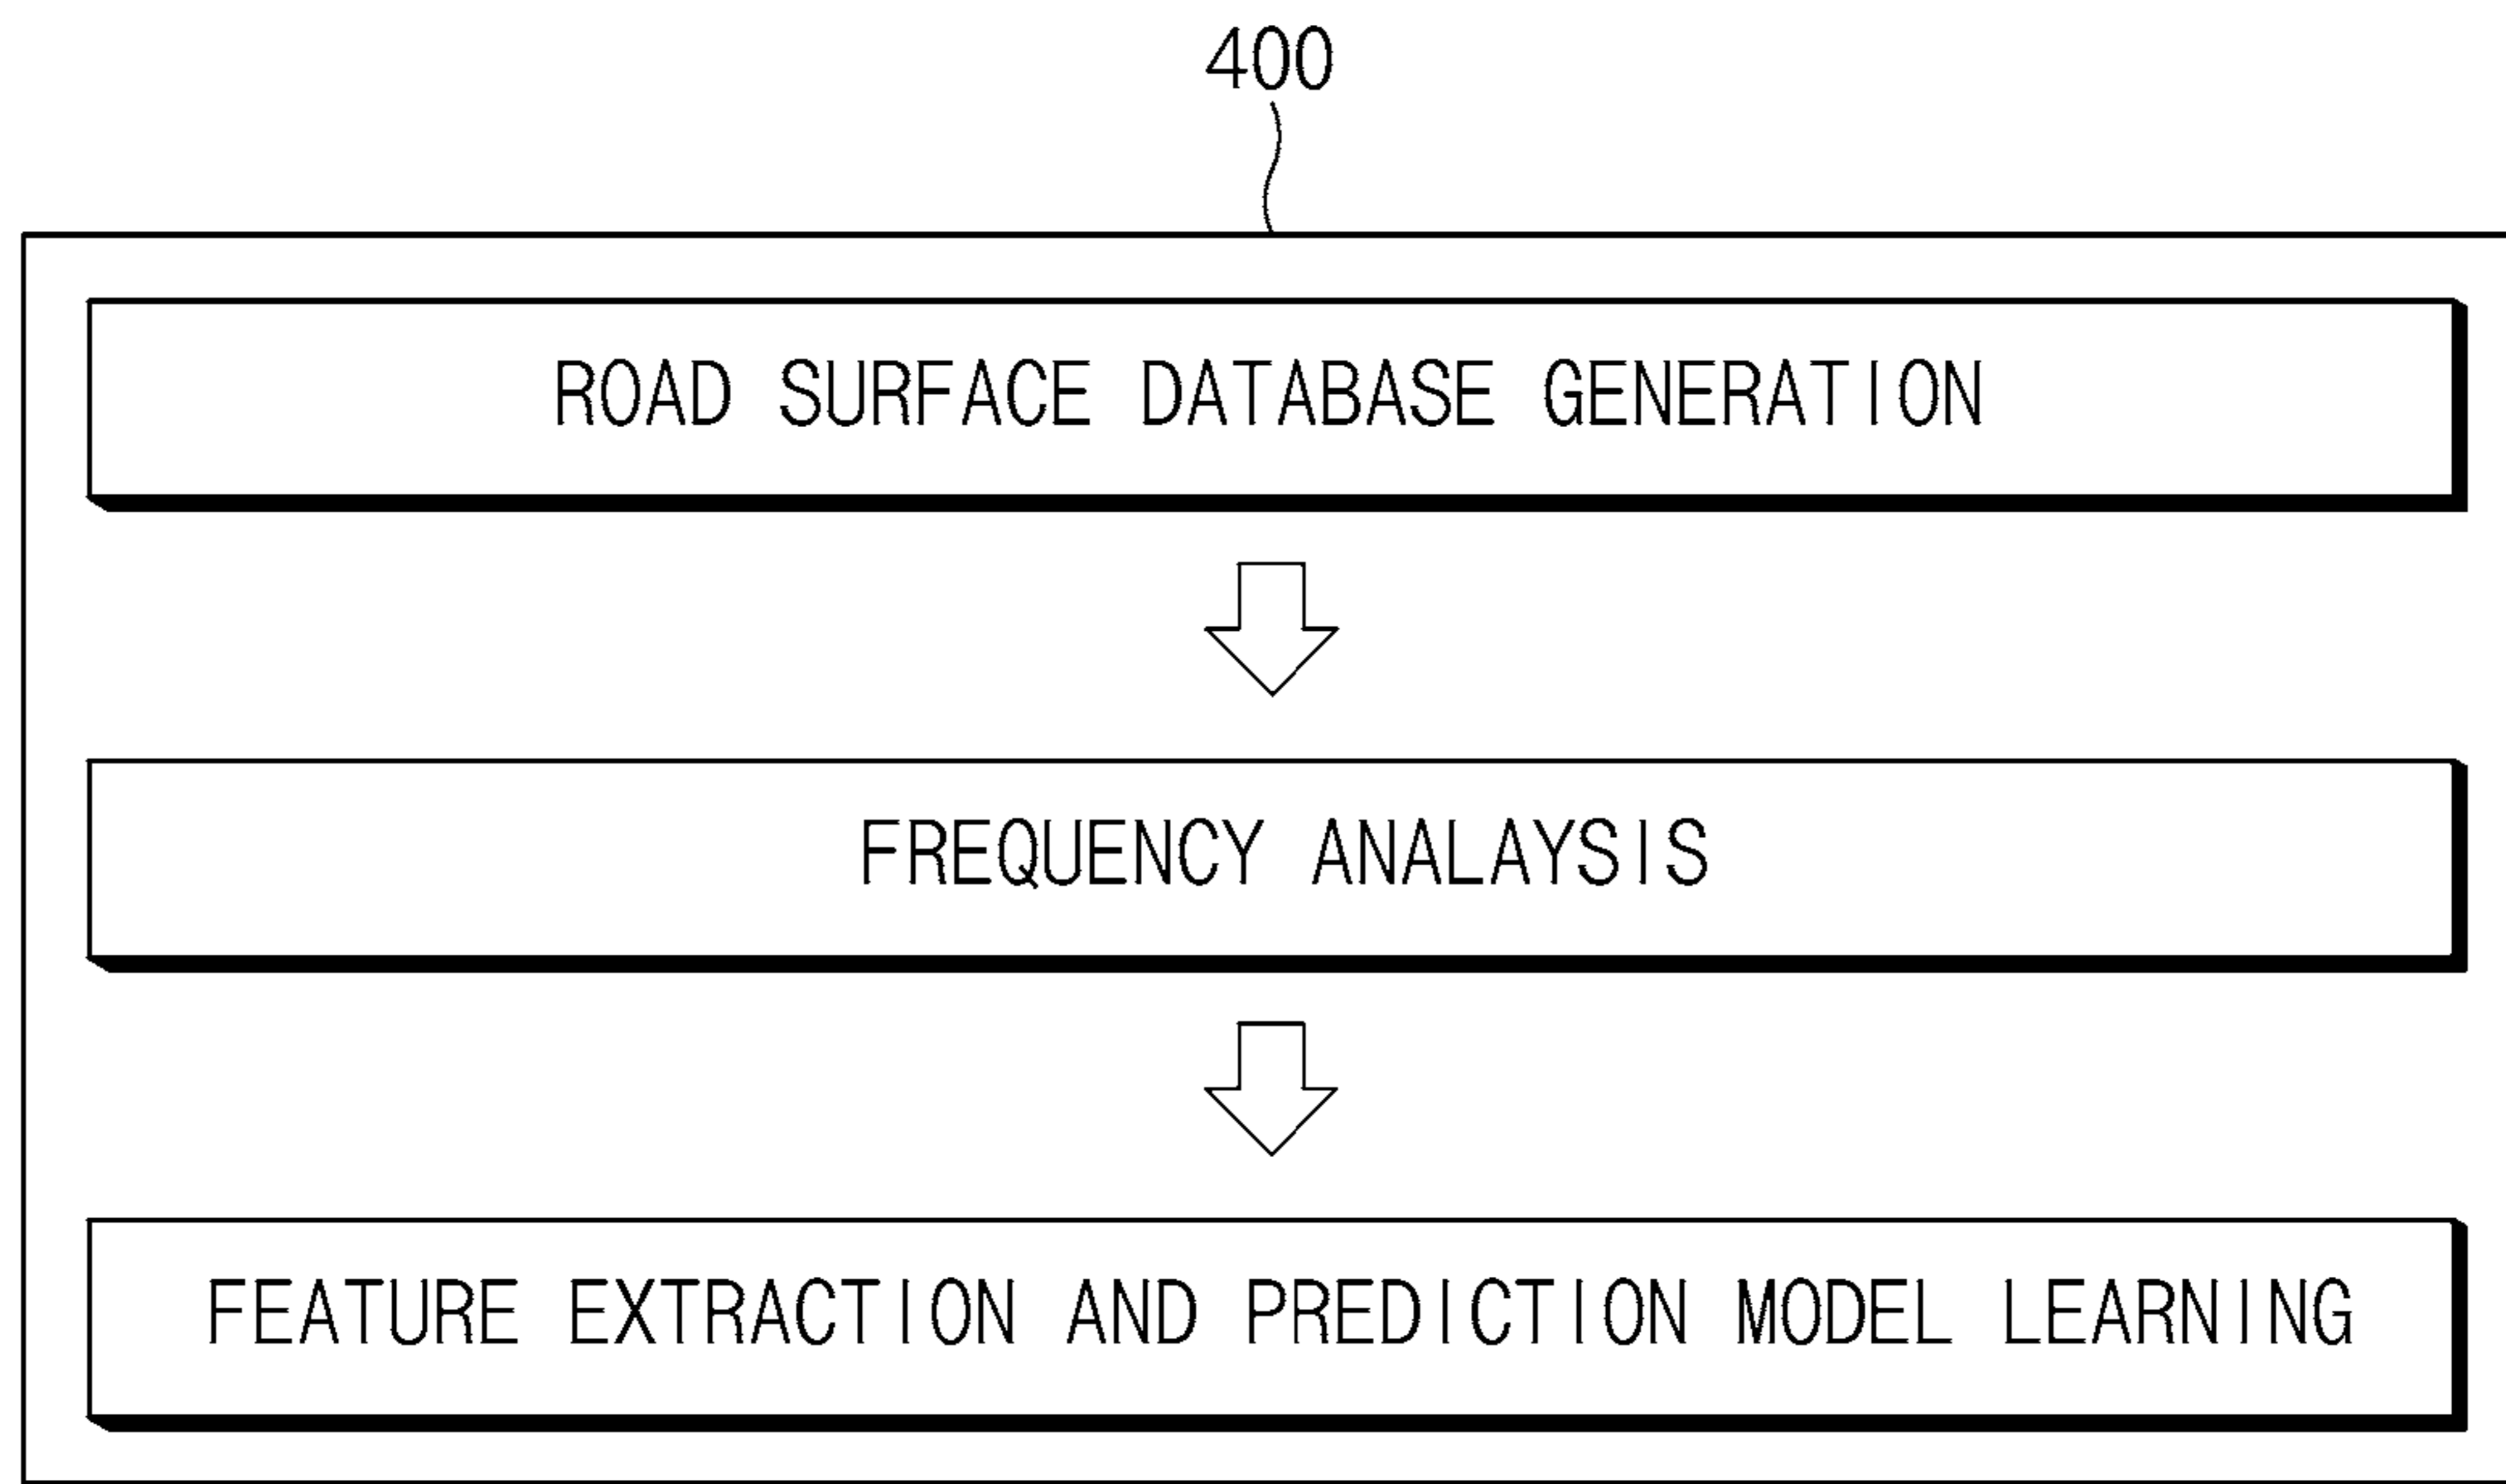 400
ROAD SURFACE DATABASE GENERATION
FREQUENCY ANALAYSIS
FEATURE EXTRACTION AND PREDICTION MODEL LEARNING